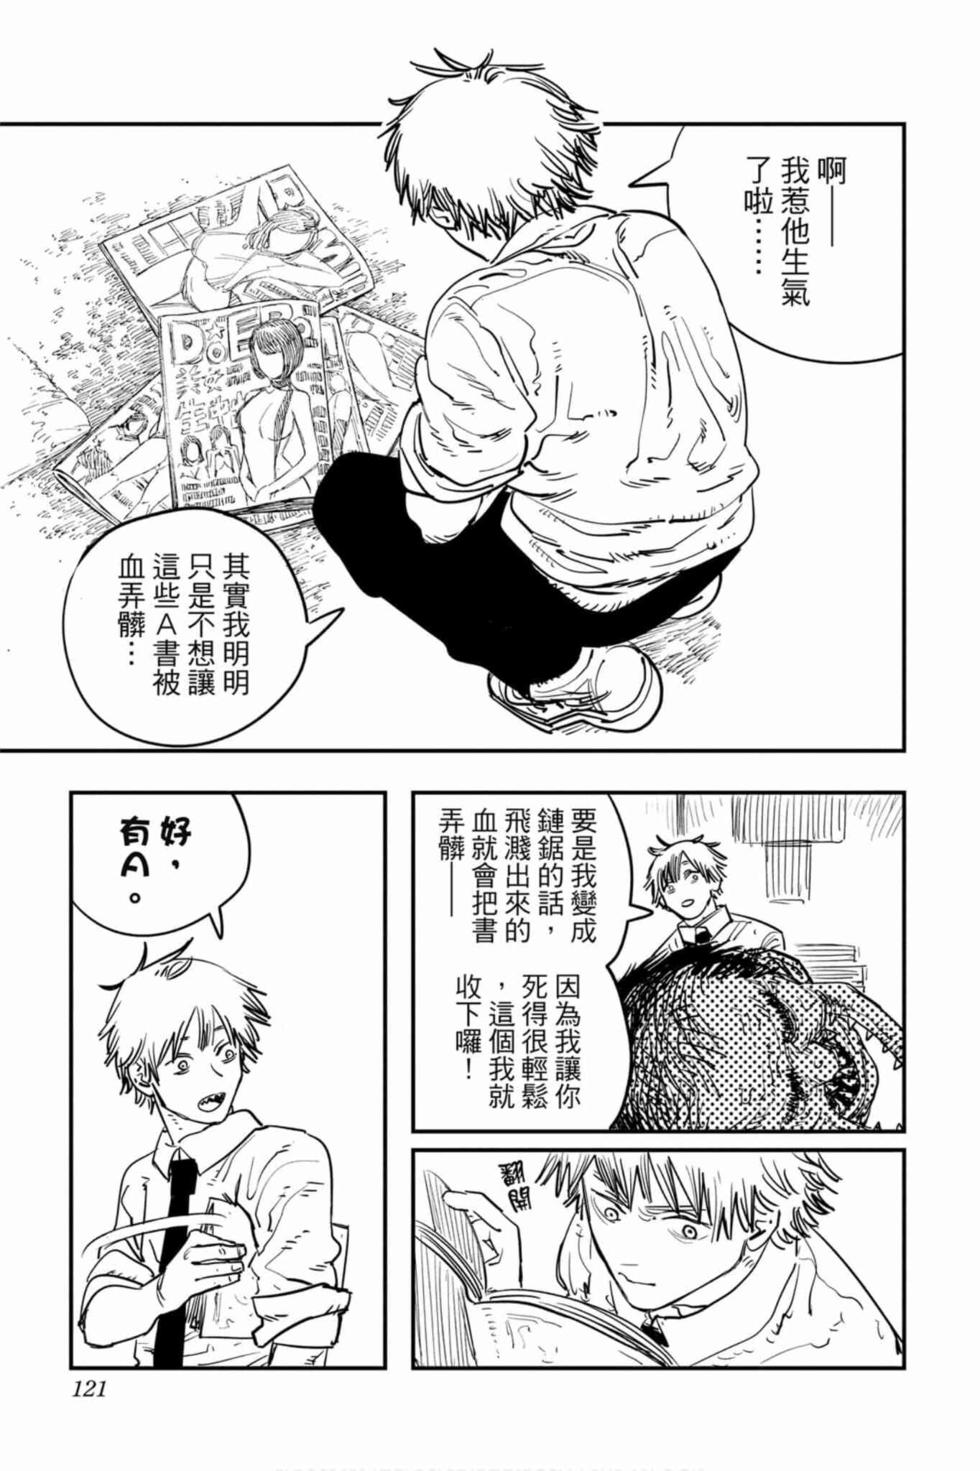 啊——
我惹他生氣
了啦……
其實我明明
只是不想讓
這些A書被
血弄髒…
要是我變成
鏈鋸的話，
飛濺出來的
血就會把書
弄髒——
因為我讓你
死得很輕鬆
，這個我就
收下囉！
翻開
好，
有A。
121